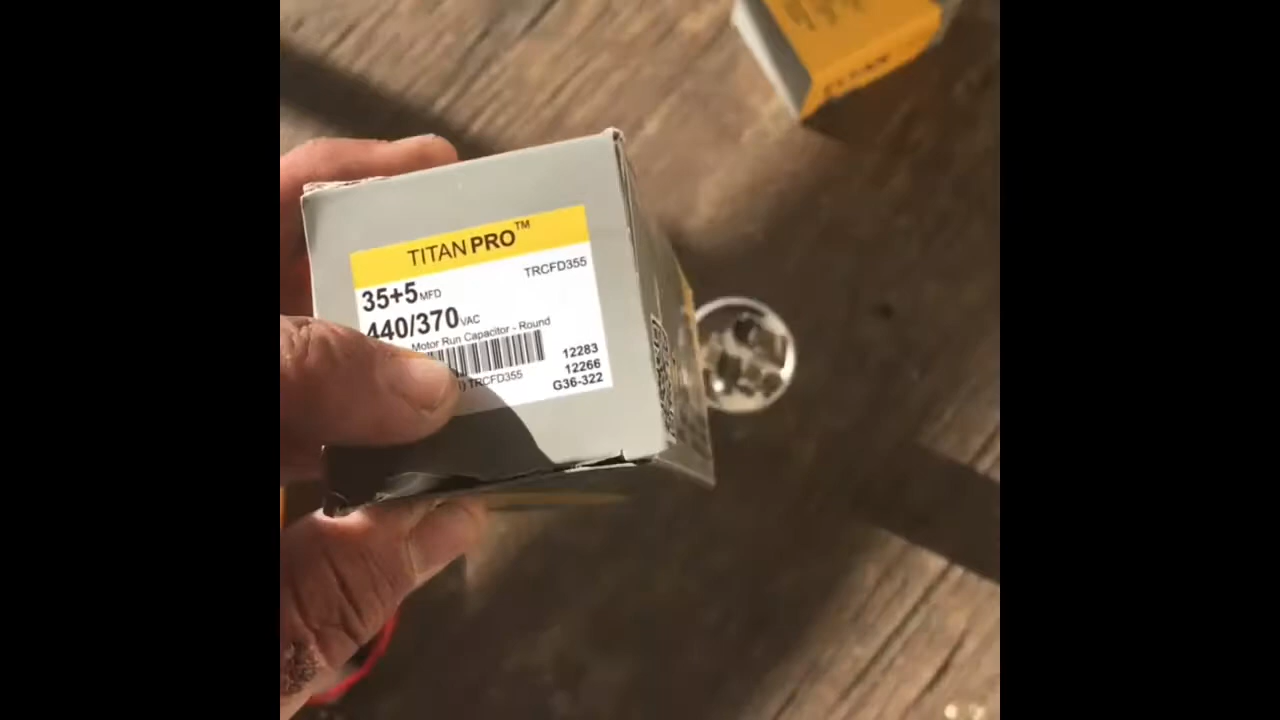 TITAN PRO™
TRCFD355
35+5 MFD
440/370 VAC
Motor Run Capacitor - Round
12283
12266
TRCFD355
G36-322